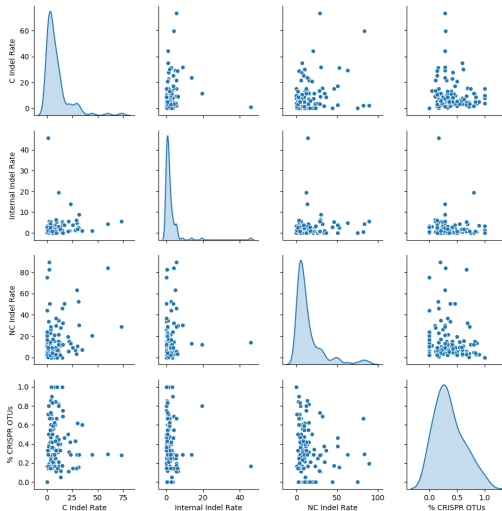 60
40
20
0
C Indel Rate
40
30
20
10
0
Internal Indel Rate
80
60
40
20
0
NC Indel Rate
1.0
0.8
0.6
0.4
0.2
0.0
% CRISPR OTUs
0 25 50 75
C Indel Rate
0 20 40
Internal Indel Rate
0 50 100
NC Indel Rate
0.0 0.5 1.0
% CRISPR OTUs